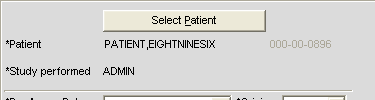 Select Patient
*Patient PATIENT,EIGHTNINESIX 000-00-0896
*Study performed ADMIN